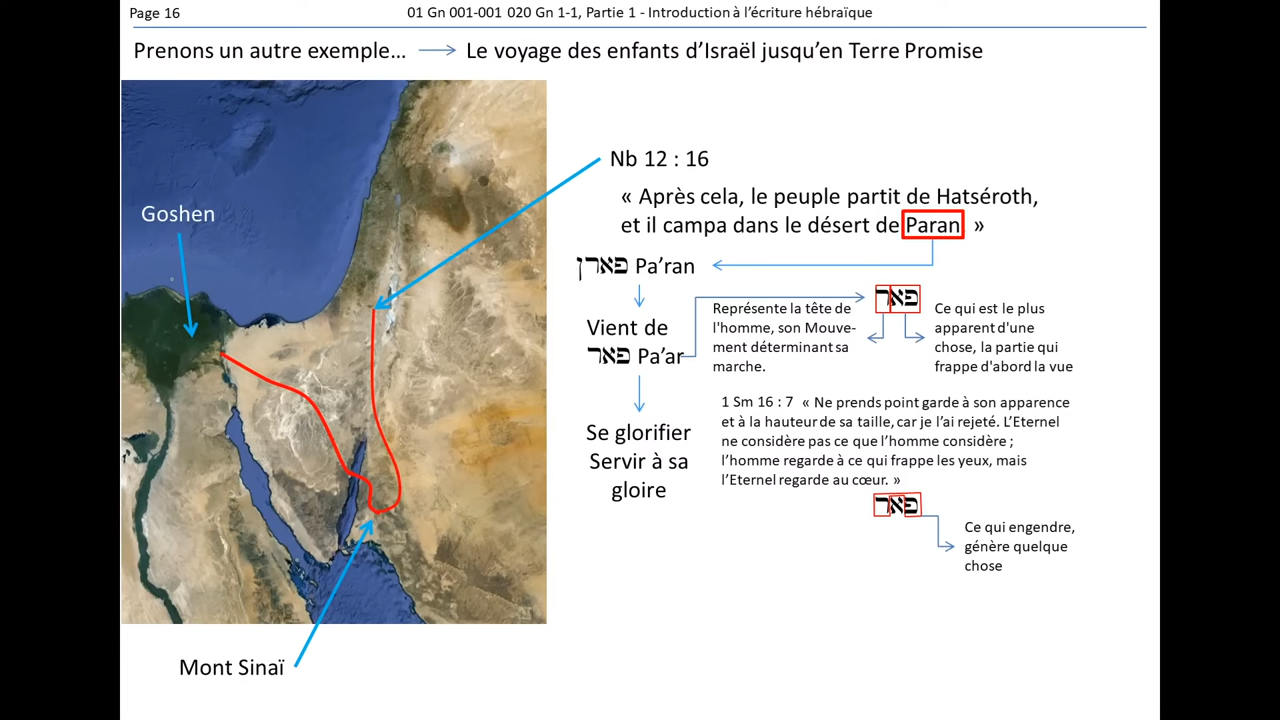 Page 16
01 Gn 001-001 020 Gn 1-1, Partie 1 - Introduction à l’écriture hébraïque
Prenons un autre exemple… Le voyage des enfants d’Israël jusqu’en Terre Promise
Goshen
Mont Sinaï
Nb 12 : 16
« Après cela, le peuple partit de Hatséroth,
et il campa dans le désert de Paran »
פארן Pa’ran
Vient de
פאר Pa’ar
Se glorifier
Servir à sa
gloire
פאר
Représente la tête de
l'homme, son Mouve-
ment déterminant sa
marche.
Ce qui est le plus
apparent d'une
chose, la partie qui
frappe d'abord la vue
1 Sm 16 : 7 « Ne prends point garde à son apparence
et à la hauteur de sa taille, car je l’ai rejeté. L’Eternel
ne considère pas ce que l’homme considère ;
l’homme regarde à ce qui frappe les yeux, mais
l’Eternel regarde au cœur. »
פאר
Ce qui engendre,
génère quelque
chose